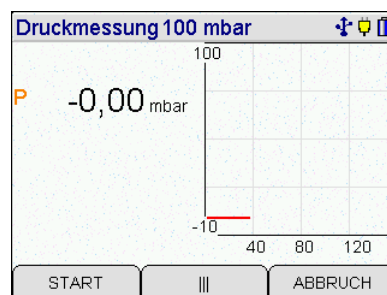 Druckmessung 100 mbar
100
P -0,00 mbar
-10
40 80 120
START ||| ABBRUCH